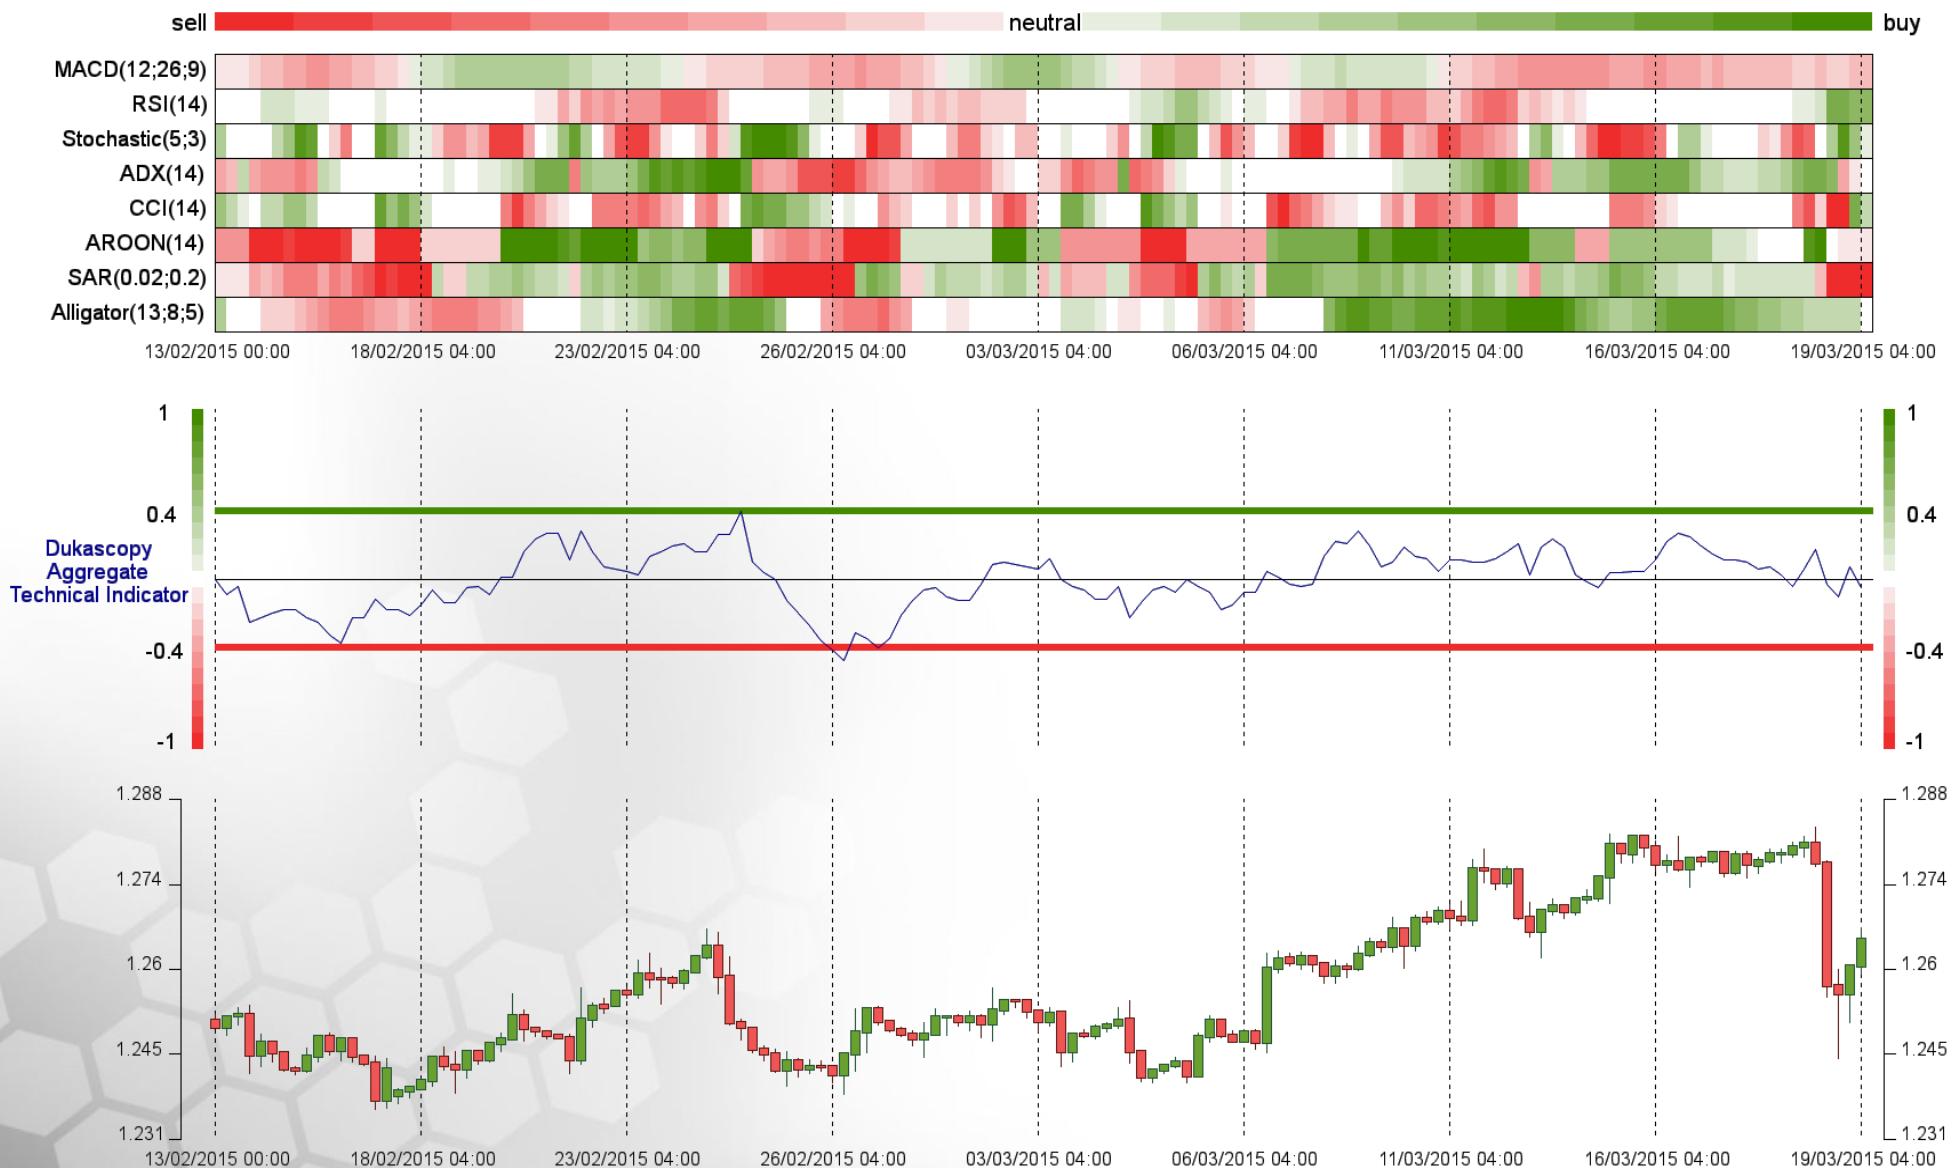 sell neutral buy
MACD(12;26;9)
RSI(14)
Stochastic(5;3)
ADX(14)
CCI(14)
AROON(14)
SAR(0.02;0.2)
Alligator(13;8;5)
13/02/2015 00:00 18/02/2015 04:00 23/02/2015 04:00 26/02/2015 04:00 03/03/2015 04:00 06/03/2015 04:00 11/03/2015 04:00 16/03/2015 04:00 19/03/2015 04:00
1 1
0.4 0.4
Dukascopy
Aggregate
Technical Indicator
-0.4 -0.4
-1 -1
1.288 1.288
1.274 1.274
1.26 1.26
1.245 1.245
1.231 1.231
13/02/2015 00:00 18/02/2015 04:00 23/02/2015 04:00 26/02/2015 04:00 03/03/2015 04:00 06/03/2015 04:00 11/03/2015 04:00 16/03/2015 04:00 19/03/2015 04:00